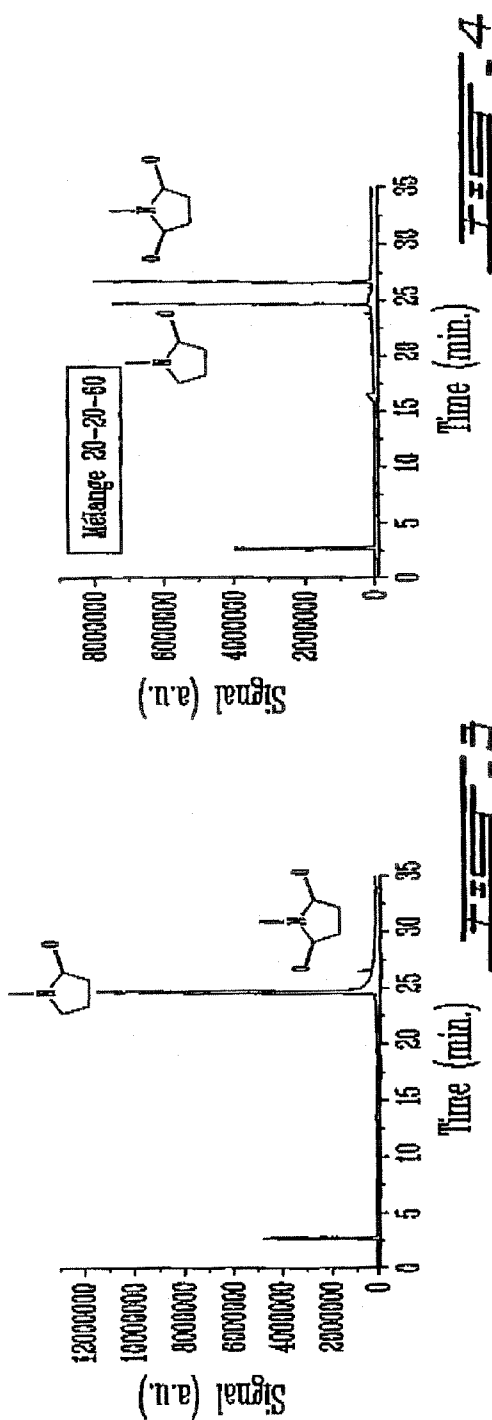 Signal (a.u.)
12000000
10000000
8000000
6000000
4000000
2000000
0
0 5 10 15 20 25 30 35
Time (min.)
N
O
O
N
O
O
Signal (a.u.)
8000000
6000000
4000000
2000000
0
0 5 10 15 20 25 30 35
Time (min.)
Mélange 20-20-60
N
O
O
N
O